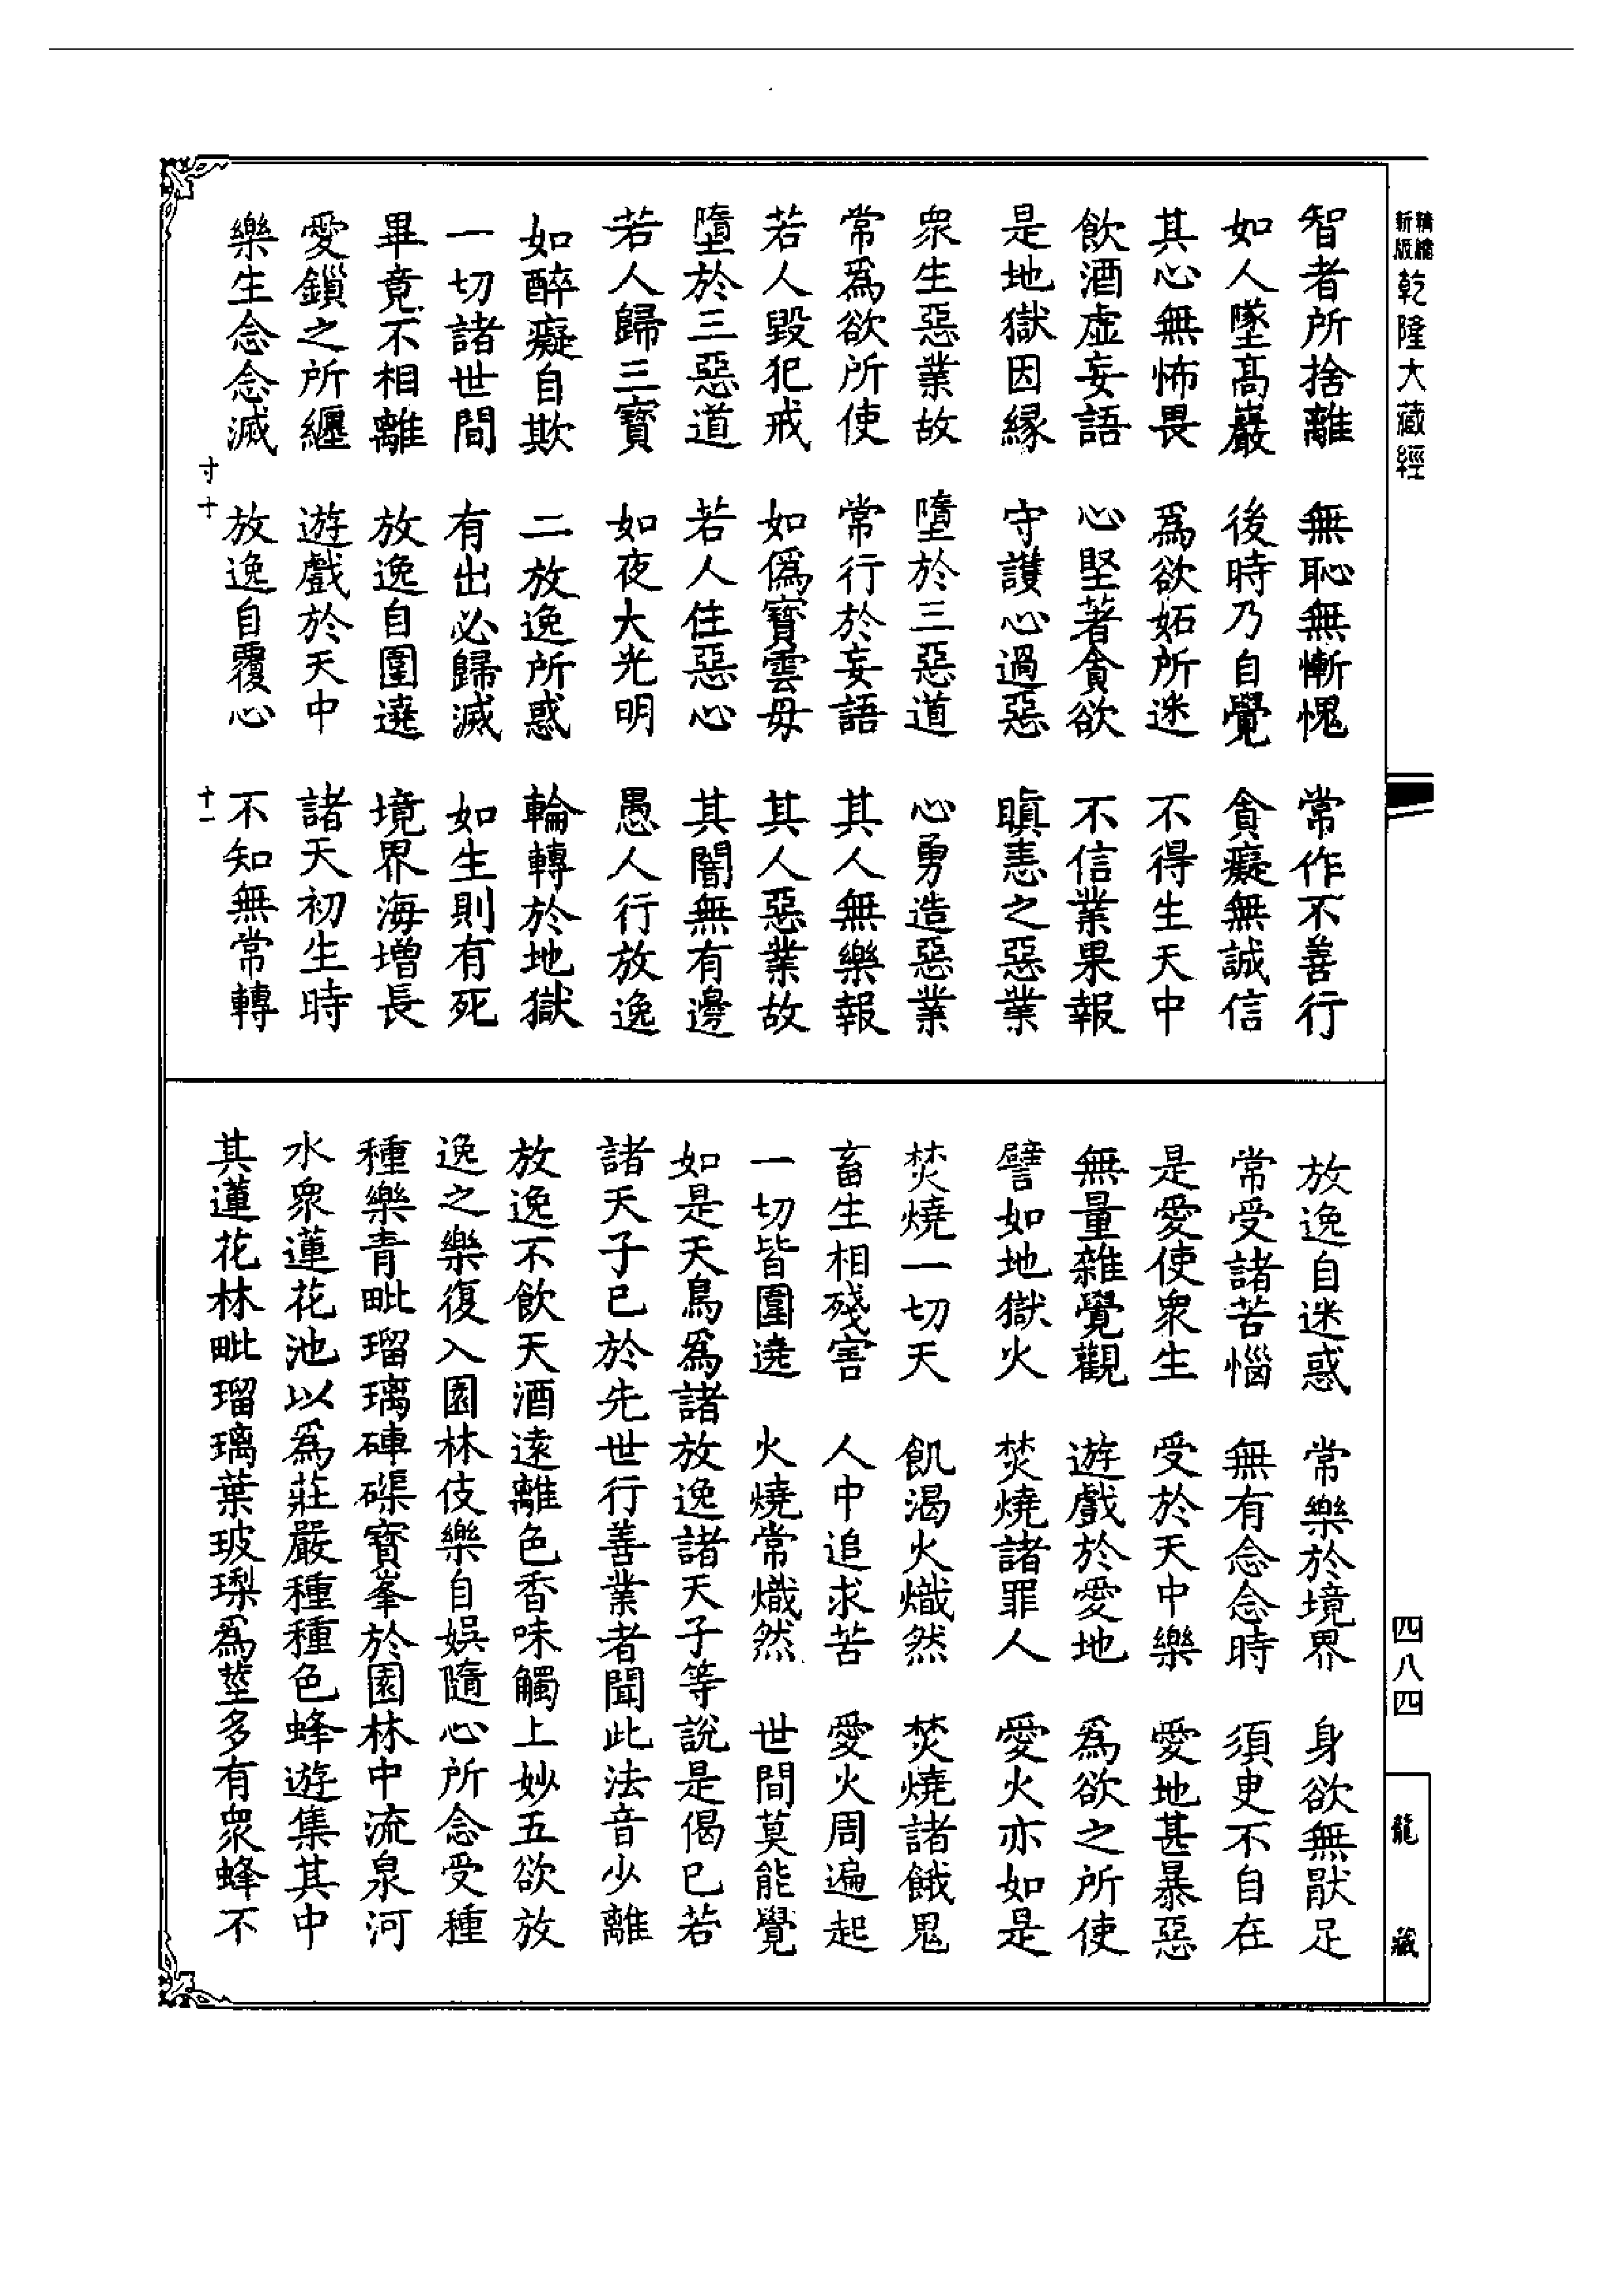 新版精縮乾隆大藏經
智者所捨離　無恥無慚愧　常作不善行
如人墜高巖　後時乃自覺　貪癡無誠信
其心無怖畏　為欲妬所迷　不得生天中
飲酒虛妄語　心堅著貪欲　不信業果報
是地獄因縁　守護心過惡　瞋恚之惡業
眾生惡業故　墮於三惡道　心勇造惡業
常為欲所使　常行於妄語　其人無樂報
若人毀犯戒　如僞寶雲母　其人惡業故
墮於三惡道　若人住惡心　其闇無有邊
若人歸三寶　如夜大光明　愚人行放逸
如醉癡自欺　二放逸所惑　輪轉於地獄
一切諸世間　有出必歸滅　如生則有死
畢竟不相離　放逸自圍遶　境界海增長
愛鎖之所纏　遊戲於天中　諸天初生時
樂生念念滅　放逸自覆心　不知無常轉
寸十　十一
放逸自迷惑　常樂於境界　身欲無猒足
常受諸苦惱　無有念念時　須臾不自在
是愛使眾生　受於天中樂　愛地甚暴惡
無量雜覺觀　遊戲於愛地　為欲之所使
譬如地獄火　焚燒諸罪人　愛火亦如是
焚燒一切天　飢渴火熾然　焚燒諸餓鬼
畜生相殘害　人中追求苦　愛火周遍起
一切皆圍遶　火燒常熾然　世間莫能覺
如是天鳥為諸放逸諸天子等說是偈已若
諸天子已於先世行善業者聞此法音少離
放逸不飲天酒遠離色香味觸上妙五欲放
逸之樂復入園林伎樂自娛隨心所念受種
種樂青毗瑠璃硨磲寶峯於園林中流泉河
水眾蓮花池以為莊嚴種種色蜂遊集其中
其蓮花林毗瑠璃葉玻瓈為莖多有眾蜂不
四八四
龍藏